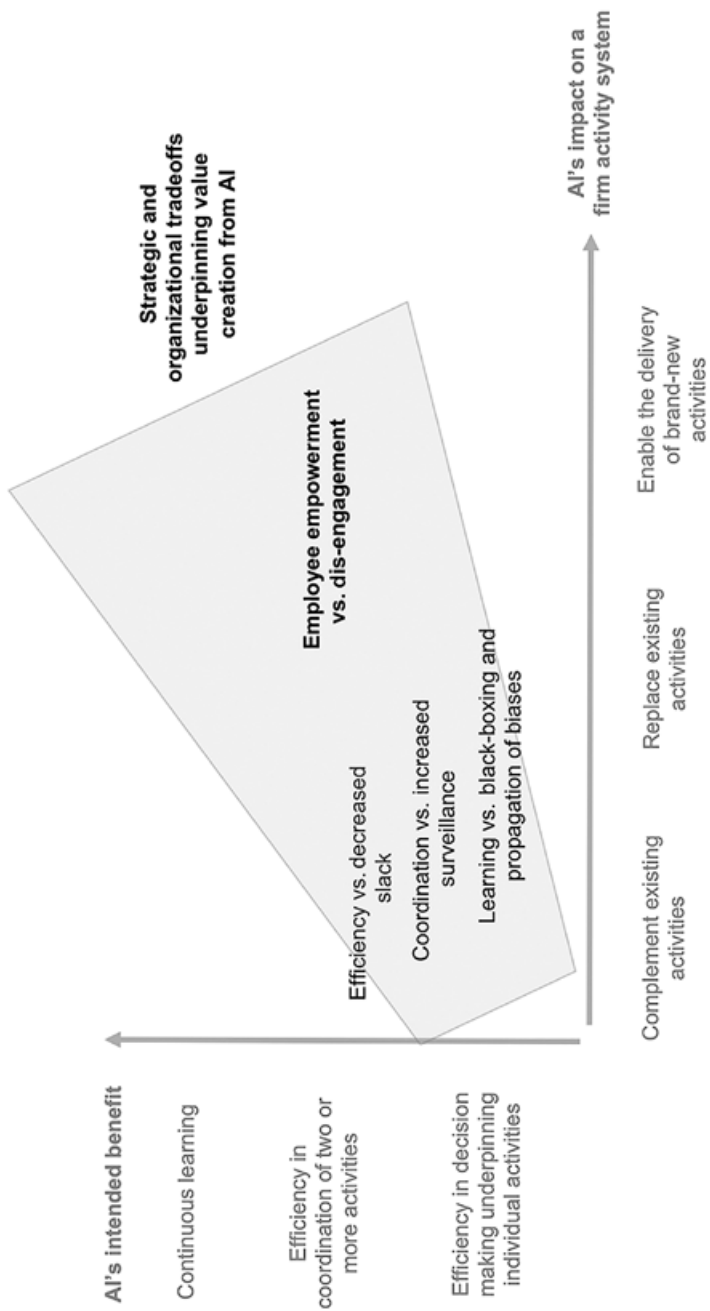 AI's intended benefit
Continuous learning
Efficiency in
coordination of two or
more activities
Efficiency in decision
making underpinning
individual activities
Strategic and
organizational tradeoffs
underpinning value
creation from AI
Employee empowerment
vs. dis-engagement
Efficiency vs. decreased
slack
Coordination vs. increased
surveillance
Learning vs. black-boxing and
propagation of biases
AI's impact on a
firm activity system
Complement existing
activities
Replace existing
activities
Enable the delivery
of brand-new
activities